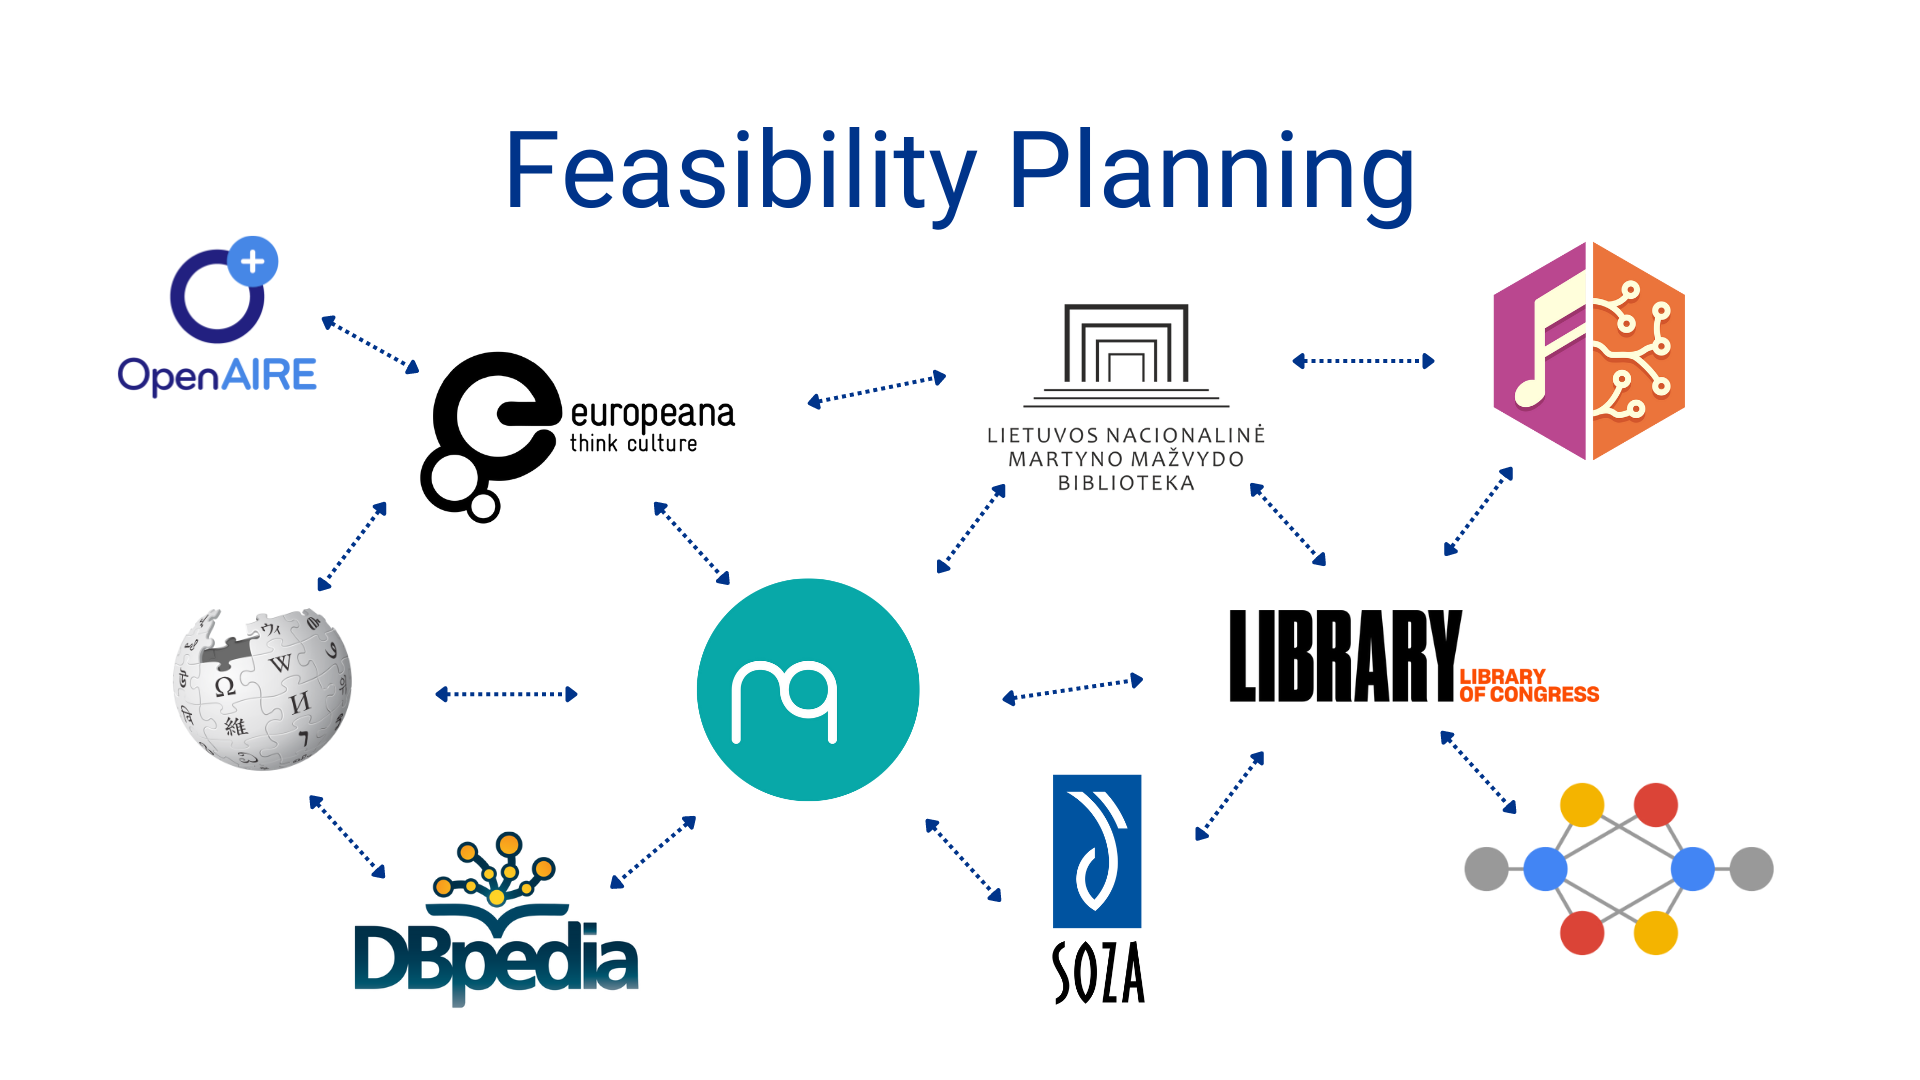 Feasibility Planning
OpenAIRE
europeana
think culture
LIETUVOS NACIONALINĖ
MARTYNO MAŽVYDO
BIBLIOTEKA
Ω
W
И
維
LIBRARY
LIBRARY
OF CONGRESS
DBpedia
SOZA